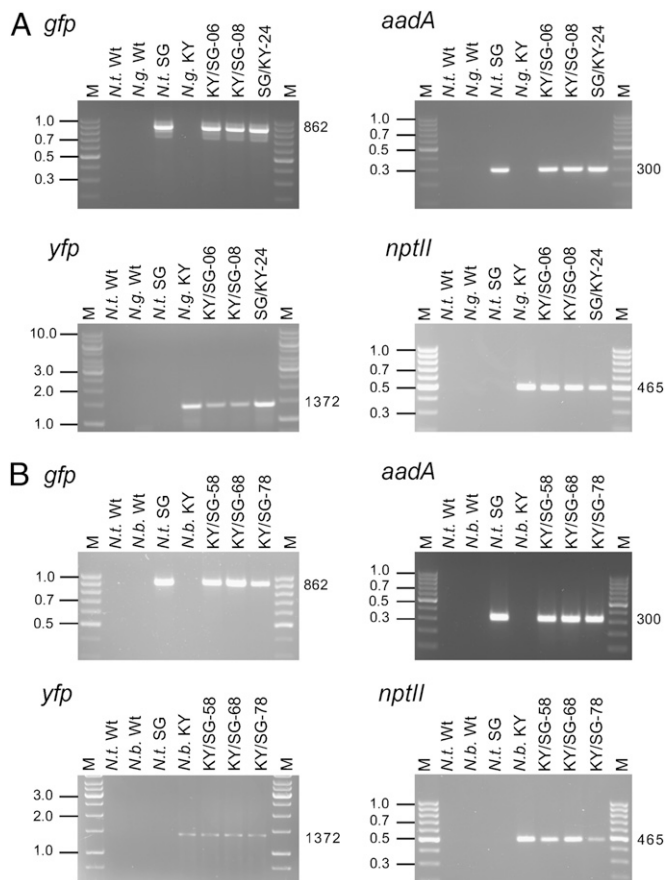 A
gfp
M
N.t. Wt
N.g. Wt
N.t. SG
N.g. KY
KY/SG-06
KY/SG-08
SG/KY-24
M
1.0
0.7
0.5
0.3
862
aadA
M
N.t. Wt
N.g. Wt
N.t. SG
N.g. KY
KY/SG-06
KY/SG-08
SG/KY-24
M
1.0
0.7
0.5
0.3
300
yfp
M
N.t. Wt
N.g. Wt
N.t. SG
N.g. KY
KY/SG-06
KY/SG-08
SG/KY-24
M
10.0
3.0
2.0
1.0
1372
nptII
M
N.t. Wt
N.g. Wt
N.t. SG
N.g. KY
KY/SG-06
KY/SG-08
SG/KY-24
M
1.0
0.7
0.5
0.3
465
B
gfp
M
N.t. Wt
N.b. Wt
N.t. SG
N.b. KY
KY/SG-58
KY/SG-68
KY/SG-78
M
1.0
0.7
0.5
862
aadA
M
N.t. Wt
N.b. Wt
N.t. SG
N.b. KY
KY/SG-58
KY/SG-68
KY/SG-78
M
1.0
0.7
0.5
0.3
300
yfp
M
N.t. Wt
N.b. Wt
N.t. SG
N.b. KY
KY/SG-58
KY/SG-68
KY/SG-78
M
3.0
2.0
1.0
1372
nptII
M
N.t. Wt
N.b. Wt
N.t. SG
N.b. KY
KY/SG-58
KY/SG-68
KY/SG-78
M
1.0
0.7
0.5
0.3
465